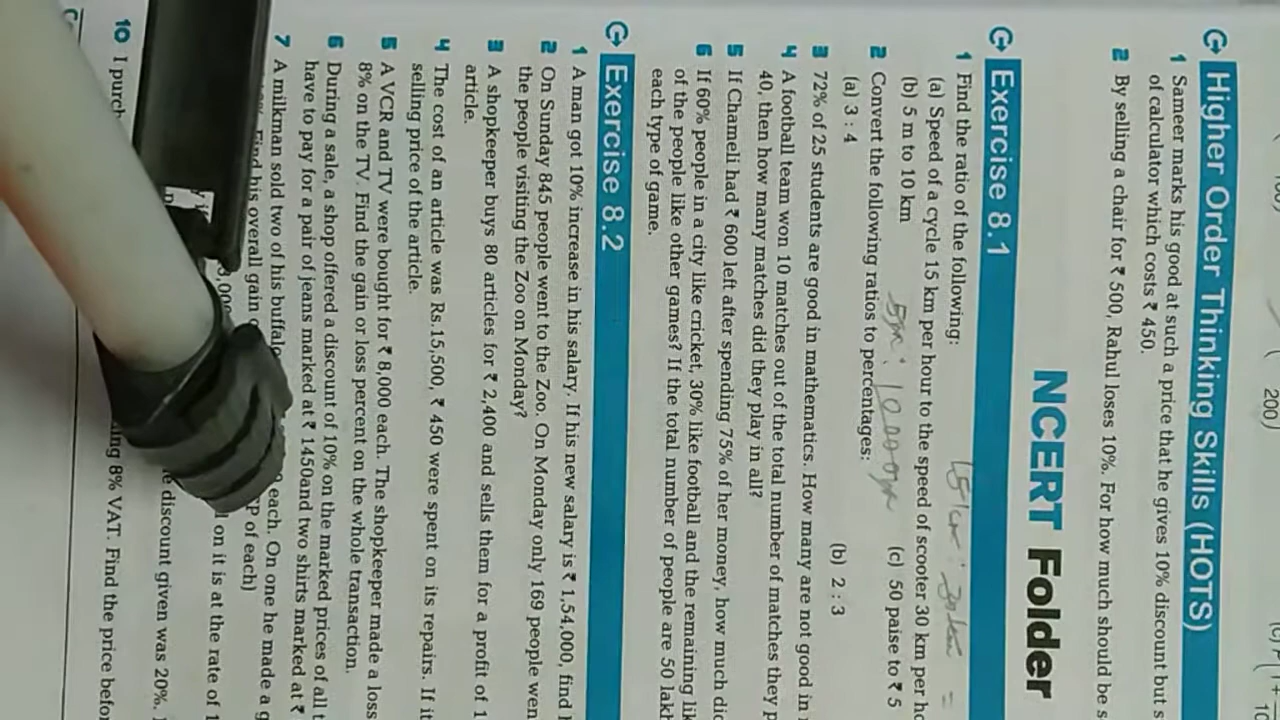 Higher Order Thinking Skills (HOTS)
1 Sameer marks his good at such a price that he gives 10% discount but
of calculator which costs ₹ 450.
2 By selling a chair for ₹ 500, Rahul loses 10%. For how much should be
NCERT Folder
Exercise 8.1
1 Find the ratio of the following:
(a) Speed of a cycle 15 km per hour to the speed of scooter 30 km per
(b) 5 m to 10 km
(c) 50 paise to ₹ 5
2 Convert the following ratios to percentages:
(a) 3 : 4
(b) 2 : 3
3 72% of 25 students are good in mathematics. How many are not good in
4 A football team won 10 matches out of the total number of matches they
40, then how many matches did they play in all?
5 If Chameli had ₹ 600 left after spending 75% of her money, how much
6 If 60% people in a city like cricket, 30% like football and the remaining
of the people like other games? If the total number of people are 50
each type of game.
Exercise 8.2
1 A man got 10% increase in his salary. If his new salary is ₹ 1,54,000, find
2 On Sunday 845 people went to the Zoo. On Monday only 169 people
the people visiting the Zoo on Monday?
3 A shopkeeper buys 80 articles for ₹ 2,400 and sells them for a profit of
article.
4 The cost of an article was Rs.15,500, ₹ 450 were spent on its repairs. If
selling price of the article.
5 A VCR and TV were bought for ₹ 8,000 each. The shopkeeper made a loss
8% on the TV. Find the gain or loss percent on the whole transaction.
6 During a sale, a shop offered a discount of 10% on the marked prices of all
have to pay for a pair of jeans marked at ₹ 1450and two shirts marked at ₹
7 A milkman sold two of his each. On one he made a
Find his overall gain of each)
on it is at the rate of
discount given was 20%.
10 I 8% VAT. Find the price